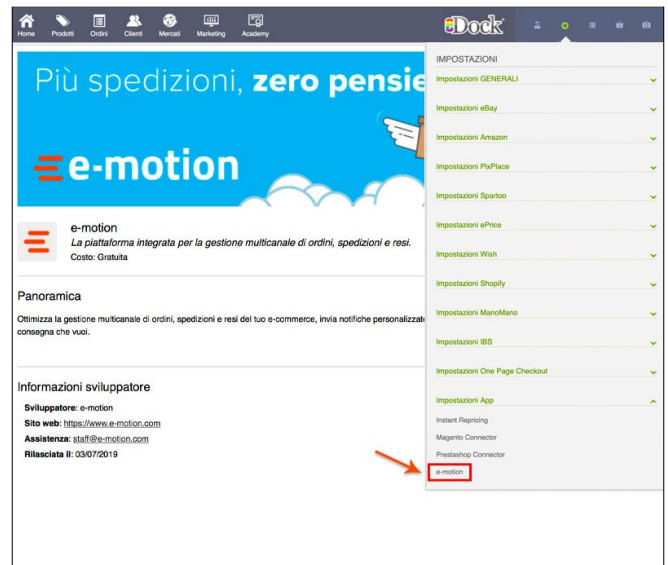 Home Prodotti Ordini Clienti Mercati Marketing Academy
eDock
Più spedizioni, zero pensie
e-motion
e-motion
La piattaforma integrata per la gestione multicanale di ordini, spedizioni e resi.
Costo: Gratuita
Panoramica
Ottimizza la gestione multicanale di ordini, spedizioni e resi del tuo e-commerce, invia notifiche personalizzate
consegna che vuoi.
Informazioni sviluppatore
Sviluppatore: e-motion
Sito web: https://www.e-motion.com
Assistenza: staff@e-motion.com
Rilasciata il: 03/07/2019
IMPOSTAZIONI
Impostazioni GENERALI
Impostazioni eBay
Impostazioni Amazon
Impostazioni PixPlace
Impostazioni Spartoo
Impostazioni ePrice
Impostazioni Wish
Impostazioni Shopify
Impostazioni ManoMano
Impostazioni IBS
Impostazioni One Page Checkout
Impostazioni App
Instant Repricing
Magento Connector
Prestashop Connector
e-motion